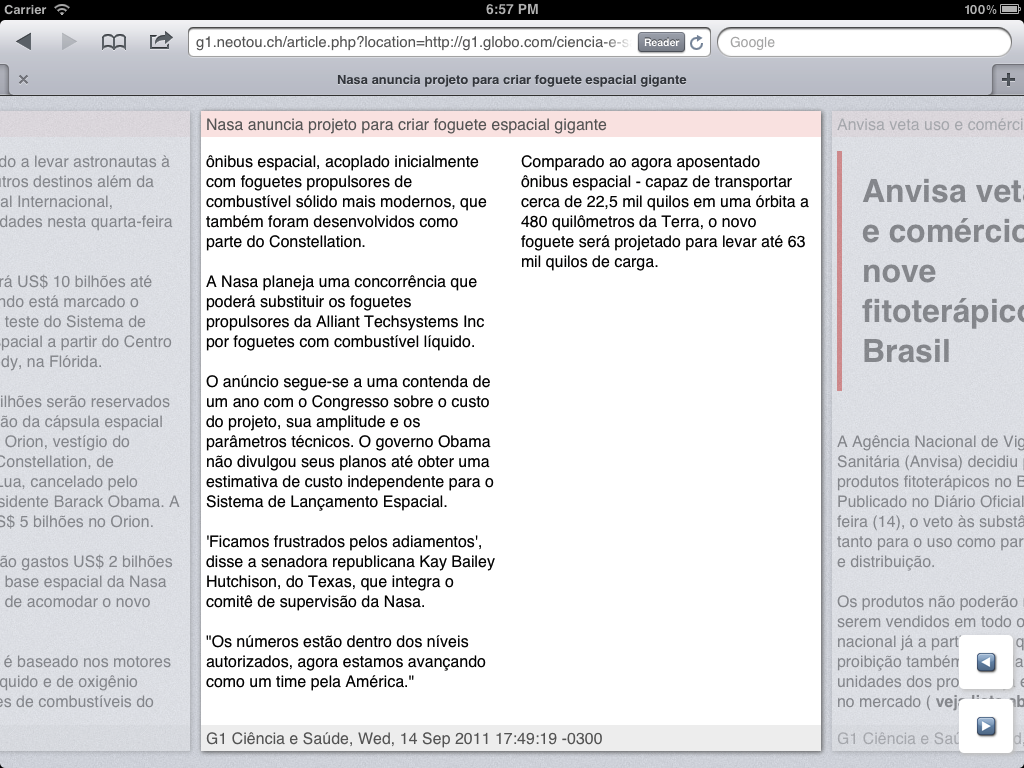 Carrier
6:57 PM
100%
g1.neotou.ch/article.php?location=http://g1.globo.com/ciencia-e-s
Reader
Google
Nasa anuncia projeto para criar foguete espacial gigante
do a levar astronautas à
utros destinos além da
al Internacional,
dades nesta quarta-feira
rá US$ 10 bilhões até
ndo está marcado o
teste do Sistema de
spacial a partir do Centro
dy, na Flórida.
ilhões serão reservados
ão da cápsula espacial
Orion, vestígio do
Constellation, de
Lua, cancelado pelo
sidente Barack Obama. A
S$ 5 bilhões no Orion.
ão gastos US$ 2 bilhões
base espacial da Nasa
de acomodar o novo
é baseado nos motores
quido e de oxigênio
es de combustíveis do
Nasa anuncia projeto para criar foguete espacial gigante
ônibus espacial, acoplado inicialmente
com foguetes propulsores de
combustível sólido mais modernos, que
também foram desenvolvidos como
parte do Constellation.
A Nasa planeja uma concorrência que
poderá substituir os foguetes
propulsores da Alliant Techsystems Inc
por foguetes com combustível líquido.
O anúncio segue-se a uma contenda de
um ano com o Congresso sobre o custo
do projeto, sua amplitude e os
parâmetros técnicos. O governo Obama
não divulgou seus planos até obter uma
estimativa de custo independente para o
Sistema de Lançamento Espacial.
'Ficamos frustrados pelos adiamentos',
disse a senadora republicana Kay Bailey
Hutchison, do Texas, que integra o
comitê de supervisão da Nasa.
"Os números estão dentro dos níveis
autorizados, agora estamos avançando
como um time pela América."
Comparado ao agora aposentado
ônibus espacial - capaz de transportar
cerca de 22,5 mil quilos em uma órbita a
480 quilômetros da Terra, o novo
foguete será projetado para levar até 63
mil quilos de carga.
G1 Ciência e Saúde, Wed, 14 Sep 2011 17:49:19 -0300
Anvisa veta uso e comérci
Anvisa veta
e comércio
nove
fitoterápico
Brasil
A Agência Nacional de Vig
Sanitária (Anvisa) decidiu
produtos fitoterápicos no B
Publicado no Diário Oficial
feira (14), o veto às substâ
tanto para o uso como par
e distribuição.
Os produtos não poderão
serem vendidos em todo o
nacional já a part
proibição também
unidades dos pro
no mercado ( veja lista ab
G1 Ciência e Saú